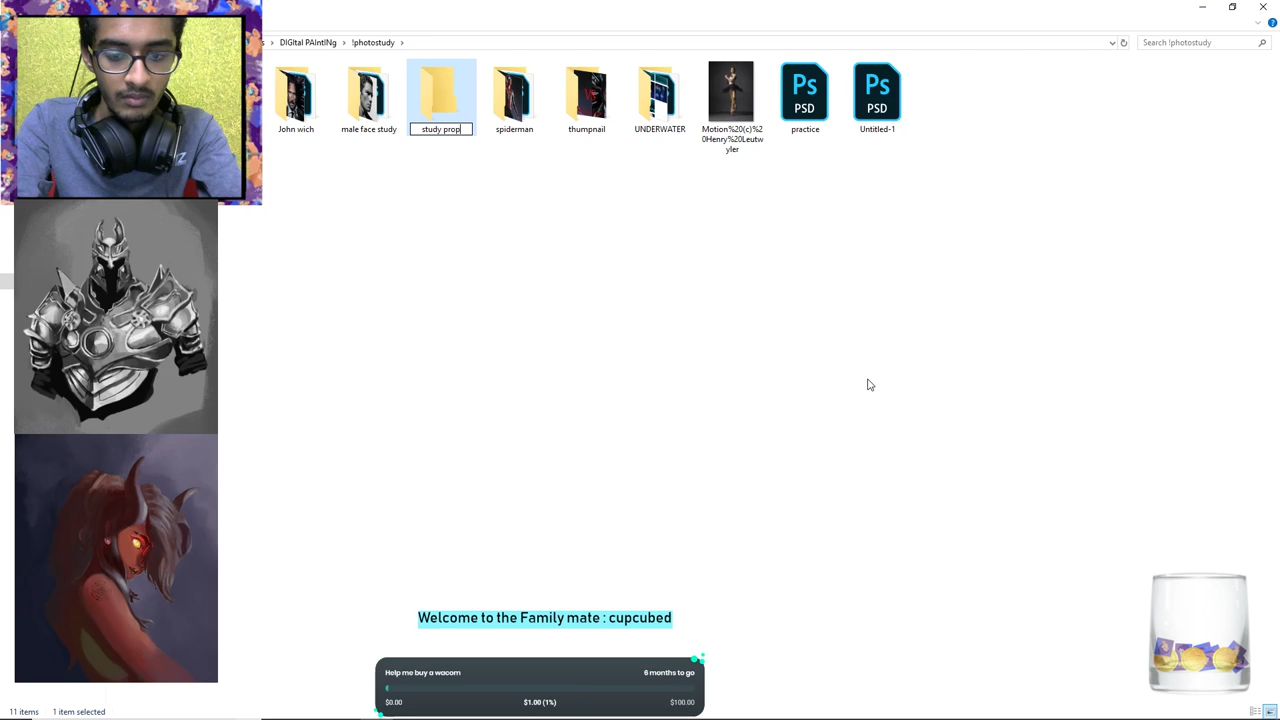 DIGItal PAIntINg > !photostudy >
Search !photostudy
John wich
male face study
study prop
spiderman
thumpnail
UNDERWATER
Motion%20(c)%2
0Henry%20Leutw
yler
Ps
PSD
practice
Ps
PSD
Untitled-1
Welcome to the Family mate : cupcubed
Help me buy a wacom
6 months to go
$0.00
$1.00 (1%)
$100.00
11 items
1 item selected